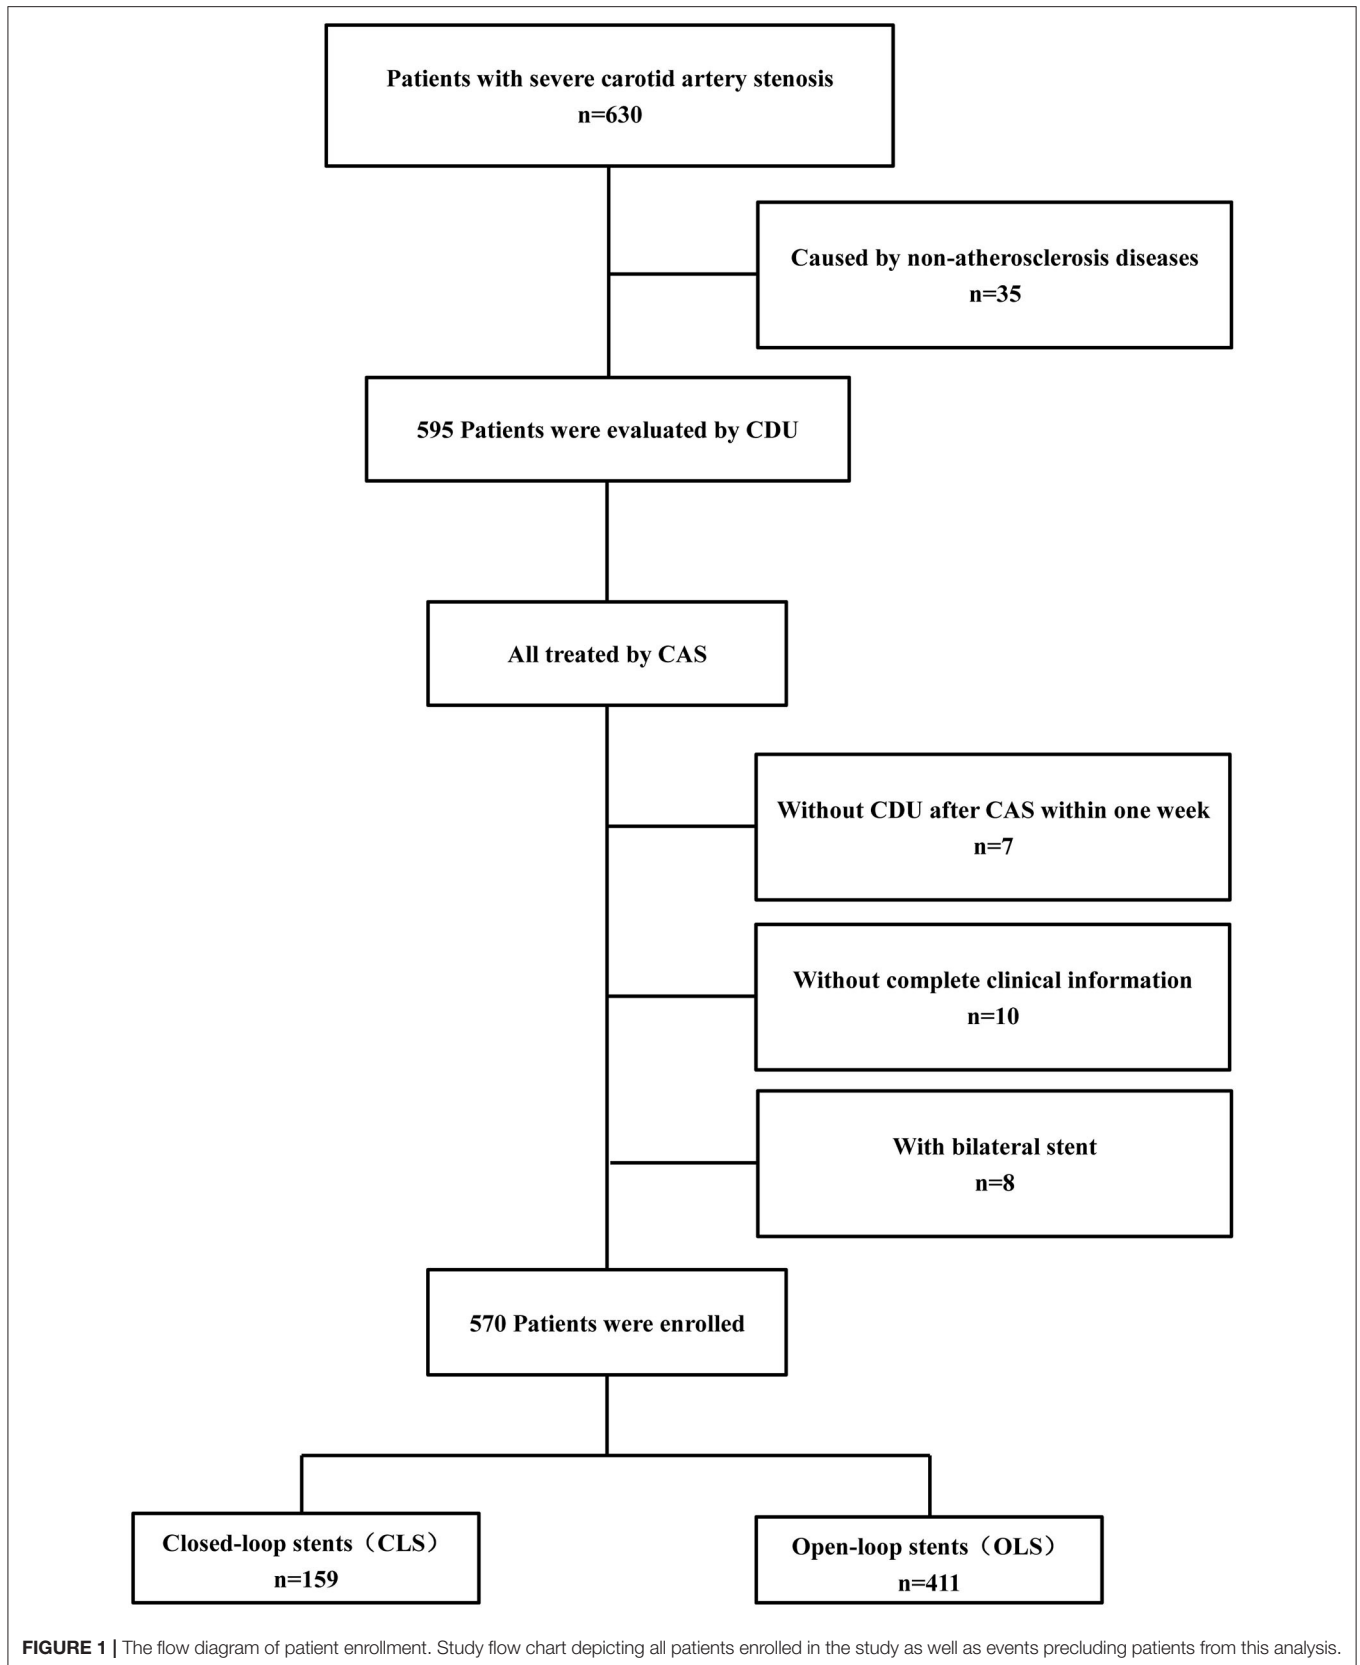 Patients with severe carotid artery stenosis
n=630
Caused by non-atherosclerosis diseases
n=35
595 Patients were evaluated by CDU
All treated by CAS
Without CDU after CAS within one week
n=7
Without complete clinical information
n=10
With bilateral stent
n=8
570 Patients were enrolled
Closed-loop stents（CLS）
n=159
Open-loop stents（OLS）
n=411
FIGURE 1 | The flow diagram of patient enrollment. Study flow chart depicting all patients enrolled in the study as well as events precluding patients from this analysis.